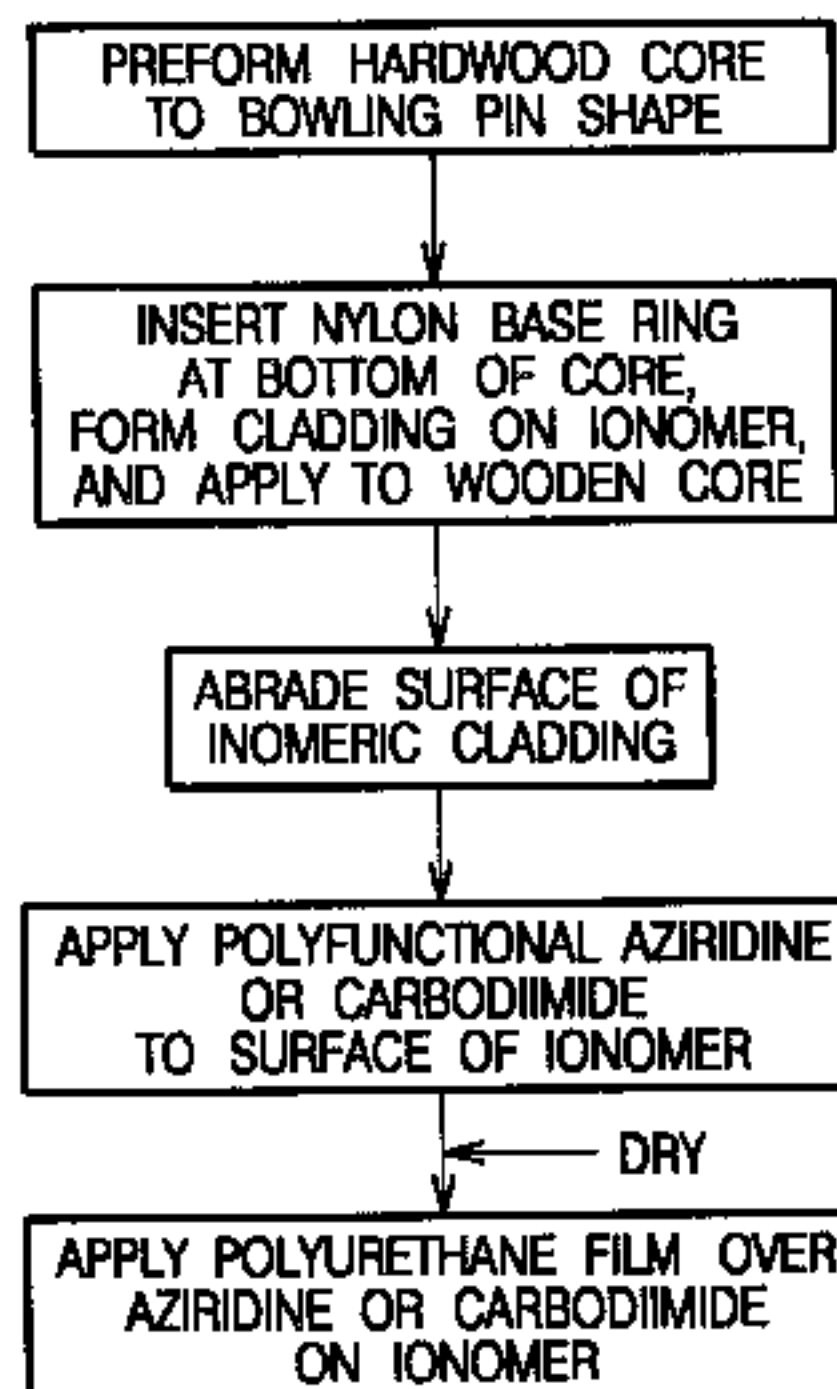 PREFORM HARDWOOD CORE
TO BOWLING PIN SHAPE
INSERT NYLON BASE RING
AT BOTTOM OF CORE,
FORM CLADDING ON IONOMER,
AND APPLY TO WOODEN CORE
ABRADE SURFACE OF
INOMERIC CLADDING
APPLY POLYFUNCTIONAL AZIRIDINE
OR CARBODIIMIDE
TO SURFACE OF IONOMER
DRY
APPLY POLYURETHANE FILM OVER
AZIRIDINE OR CARBODIIMIDE
ON IONOMER